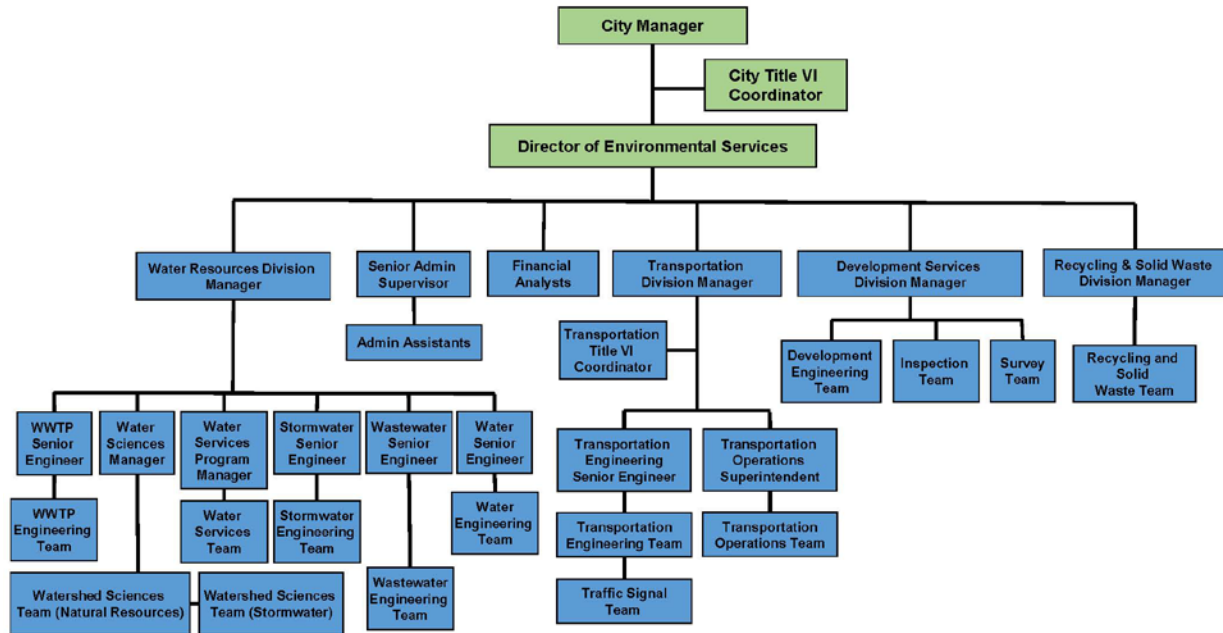 City Manager
City Title VI
Coordinator
Director of Environmental Services
Water Resources Division
Manager
Senior Admin
Supervisor
Financial
Analysts
Transportation
Division Manager
Development Services
Division Manager
Recycling & Solid Waste
Division Manager
Admin Assistants
Transportation
Title VI
Coordinator
Development
Engineering
Team
Inspection
Team
Survey
Team
Recycling and
Solid
Waste Team
WWTP
Senior
Engineer
Water
Sciences
Manager
Water
Services
Program
Manager
Stormwater
Senior
Engineer
Wastewater
Senior
Engineer
Water
Senior
Engineer
Transportation
Engineering
Senior Engineer
Transportation
Operations
Superintendent
WWTP
Engineering
Team
Water
Services
Team
Stormwater
Engineering
Team
Water
Engineering
Team
Transportation
Engineering Team
Transportation
Operations Team
Watershed Sciences
Team (Natural Resources)
Watershed Sciences
Team (Stormwater)
Wastewater
Engineering
Team
Traffic Signal
Team